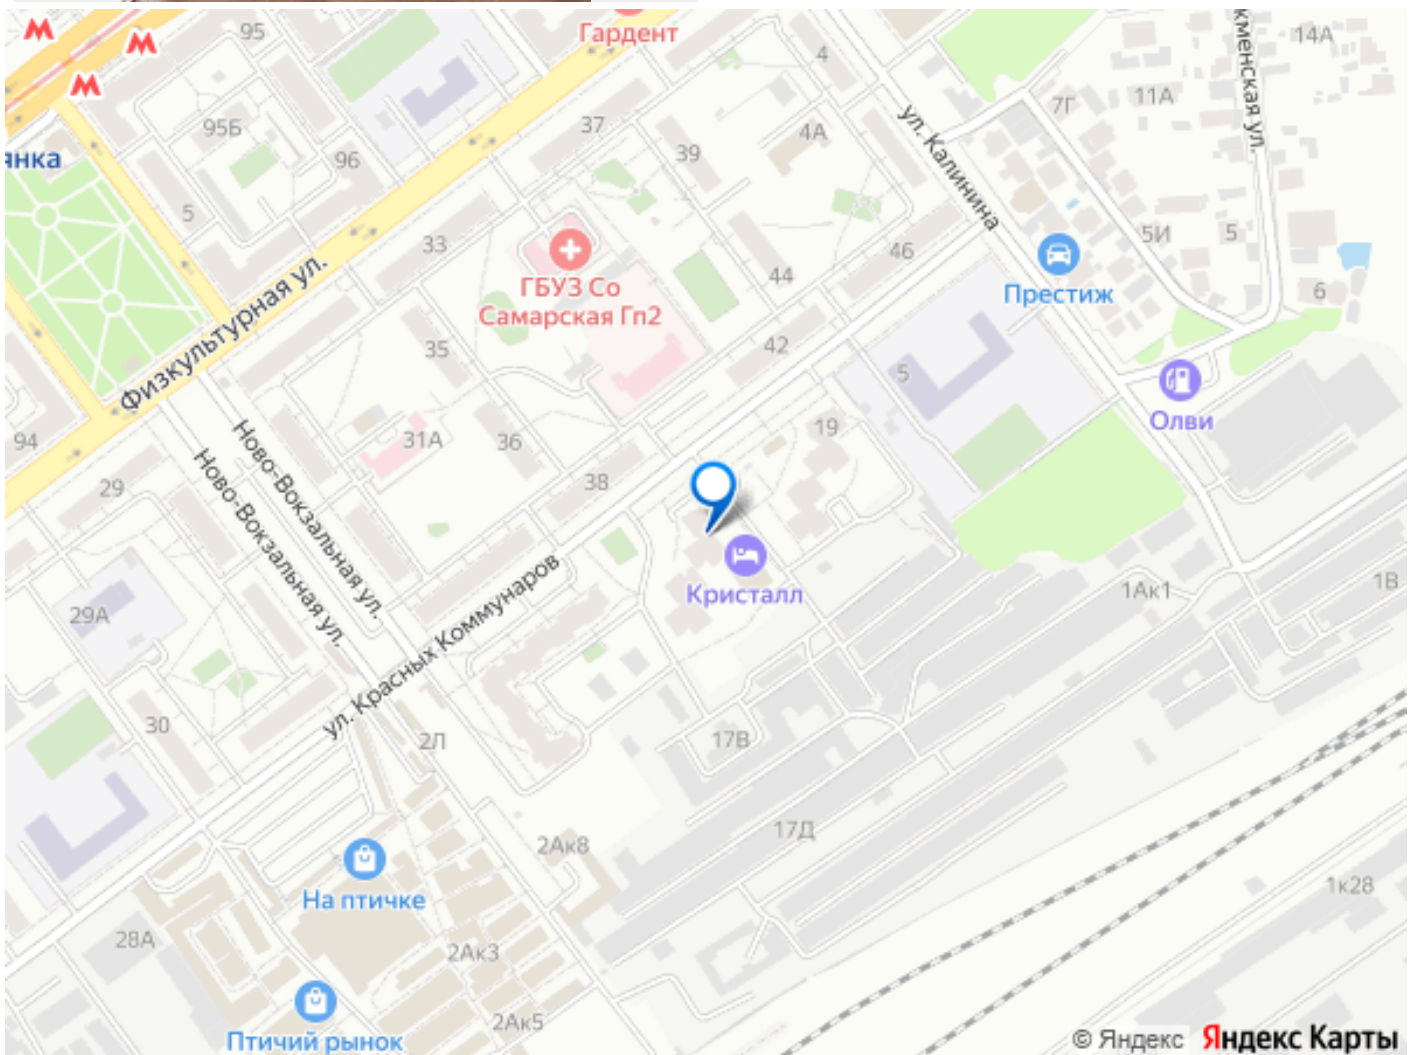 М
М
М
95
Гардент
4
кменская ул.
14А
95Б
37
4А
ул. Калинина
7Г
11А
янка
96
39
5
33
Физкультурная ул.
ГБУЗ Со
Самарская Гп2
44
46
5И
5
Престиж
6
35
42
5
Олви
94
29
Ново-Вокзальная ул.
Ново-Вокзальная ул.
31А
36
38
19
Кристалл
29А
ул. Красных Коммунаров
1Ак1
1В
30
2Л
17В
17Д
2Ак8
На птичке
1к28
28А
2Ак3
2Ак5
Птичий рынок
© Яндекс Яндекс Карты